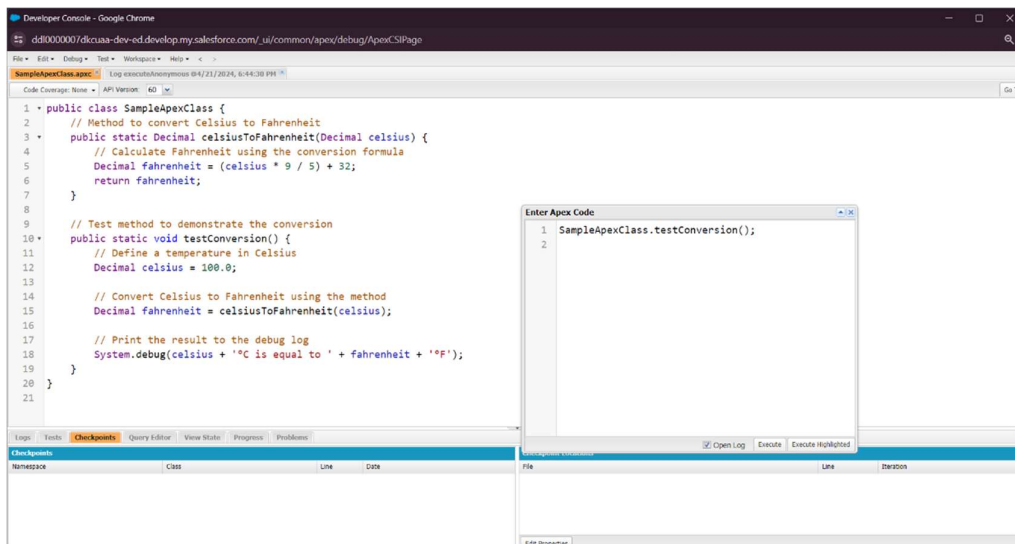 Developer Console - Google Chrome
ddl0000007dkcuaa-dev-ed.develop.my.salesforce.com/_ui/common/apex/debug/ApexCSIPage
File Edit Debug Test Workspace Help < >
SampleApexClass.apxc Log executeAnonymous @4/21/2024, 6:44:38 PM
Code Coverage: None API Version: 60 Go
1 public class SampleApexClass {
2 // Method to convert Celsius to Fahrenheit
3 public static Decimal celsiusToFahrenheit(Decimal celsius) {
4 // Calculate Fahrenheit using the conversion formula
5 Decimal fahrenheit = (celsius * 9 / 5) + 32;
6 return fahrenheit;
7 }
8
9 // Test method to demonstrate the conversion
10 public static void testConversion() {
11 // Define a temperature in Celsius
12 Decimal celsius = 100.0;
13
14 // Convert Celsius to Fahrenheit using the method
15 Decimal fahrenheit = celsiusToFahrenheit(celsius);
16
17 // Print the result to the debug log
18 System.debug(celsius + '°C is equal to ' + fahrenheit + '°F');
19 }
20 }
21
Enter Apex Code
1 SampleApexClass.testConversion();
2
Open Log Execute Execute Highlighted
Logs Tests Checkpoints Query Editor View State Progress Problems
Checkpoints
Namespace Class Line Date
File Line Iteration
Edit Properties